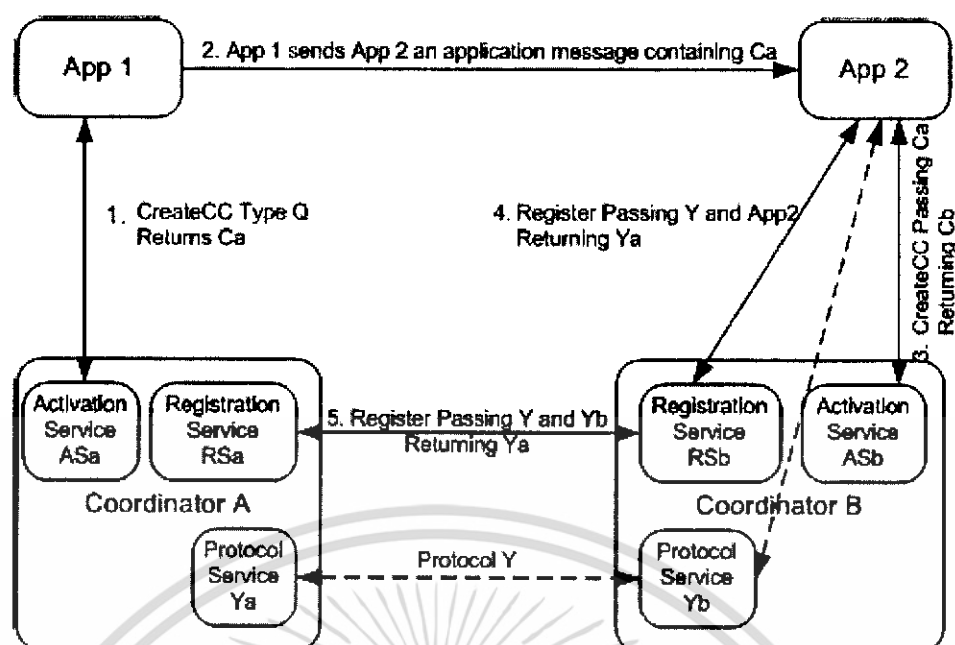 App 1
2. App 1 sends App 2 an application message containing Ca
App 2
1. CreateCC Type Q
Returns Ca
4. Register Passing Y and App2
Returning Ya
3. CreateCC Passing Ca
Returning Cb
Activation
Service
ASa
Registration
Service
RSa
5. Register Passing Y and Yb
Returning Ya
Registration
Service
RSb
Activation
Service
ASb
Coordinator A
Coordinator B
Protocol
Service
Ya
Protocol Y
Protocol
Service
Yb